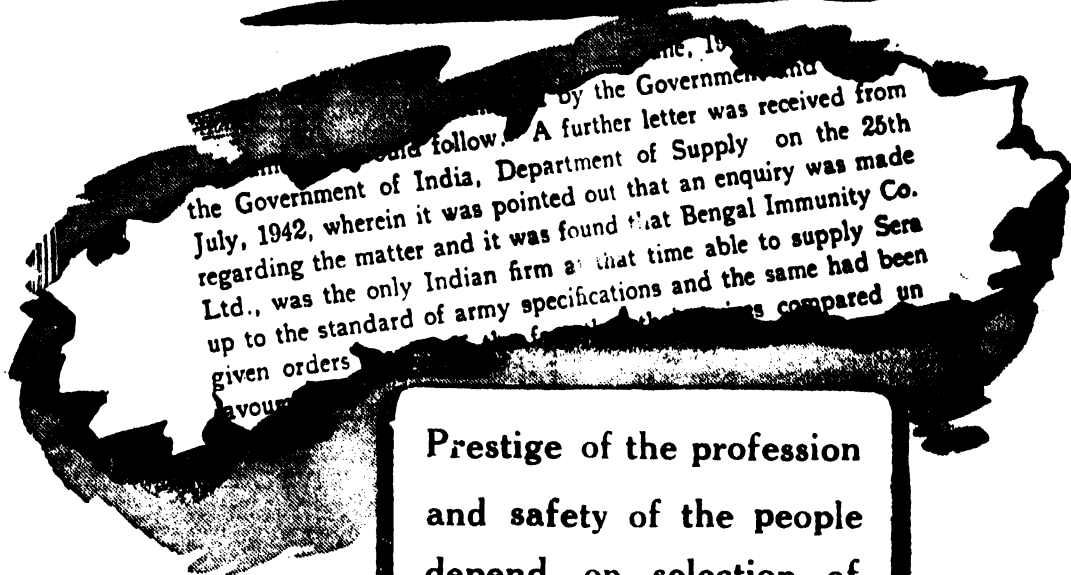 by the Government and
follow. A further letter was received from
the Government of India, Department of Supply on the 25th
July, 1942, wherein it was pointed out that an enquiry was made
regarding the matter and it was found that Bengal Immunity Co.
Ltd., was the only Indian firm at that time able to supply Sera
up to the standard of army specifications and the same had been
given orders compared un
Prestige of the profession
and safety of the people
depend on selection of